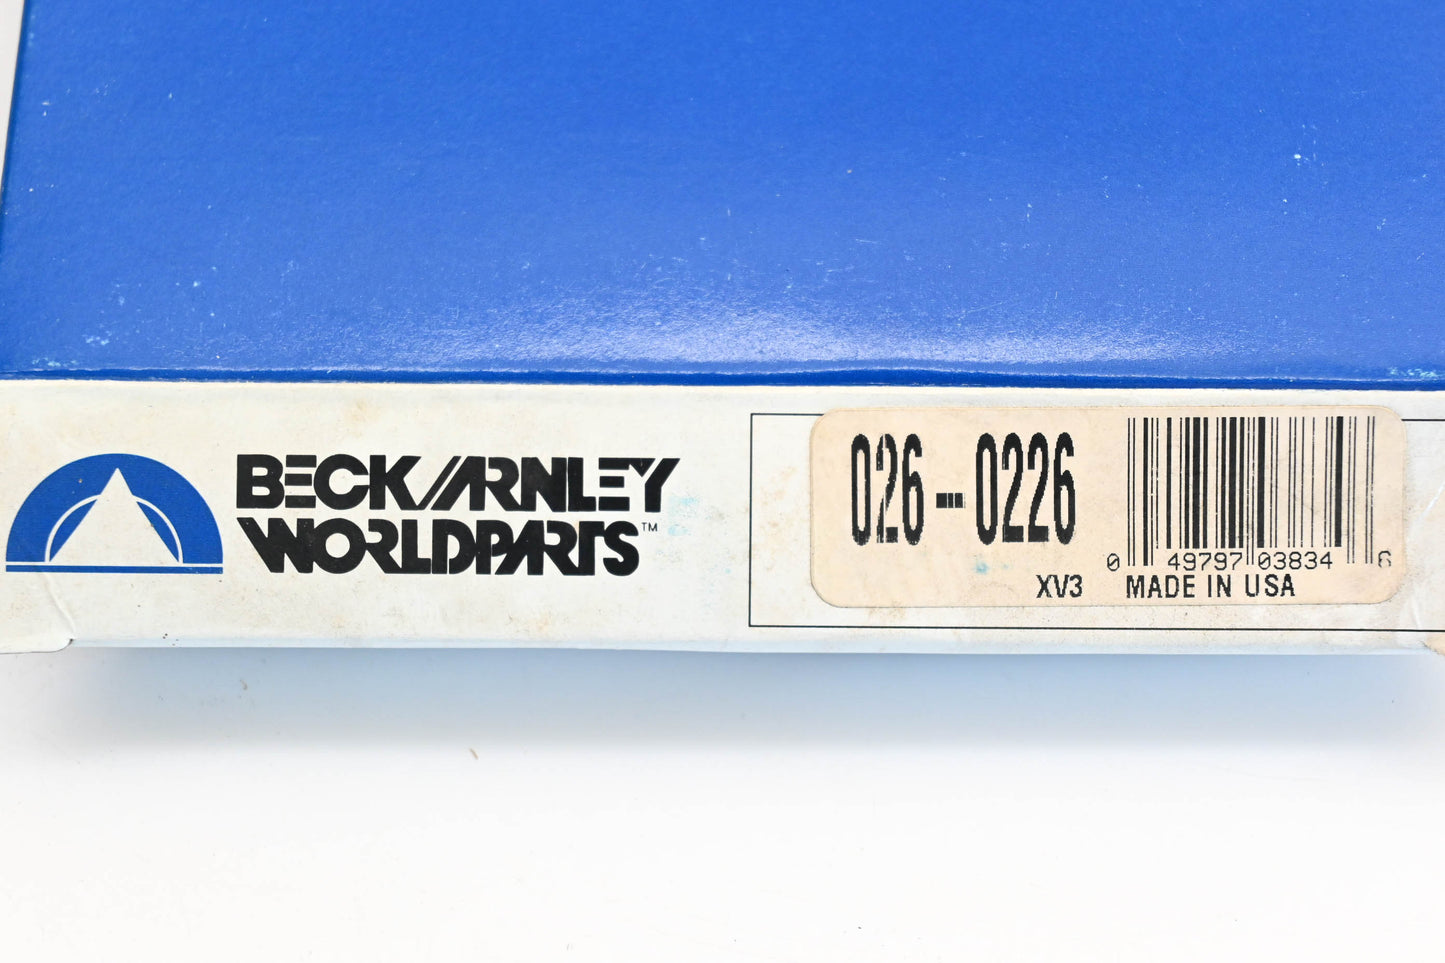 BECK/ARNLEY
WORLDPARTS™
026-0226
0 49797 03834 6
XV3 MADE IN USA